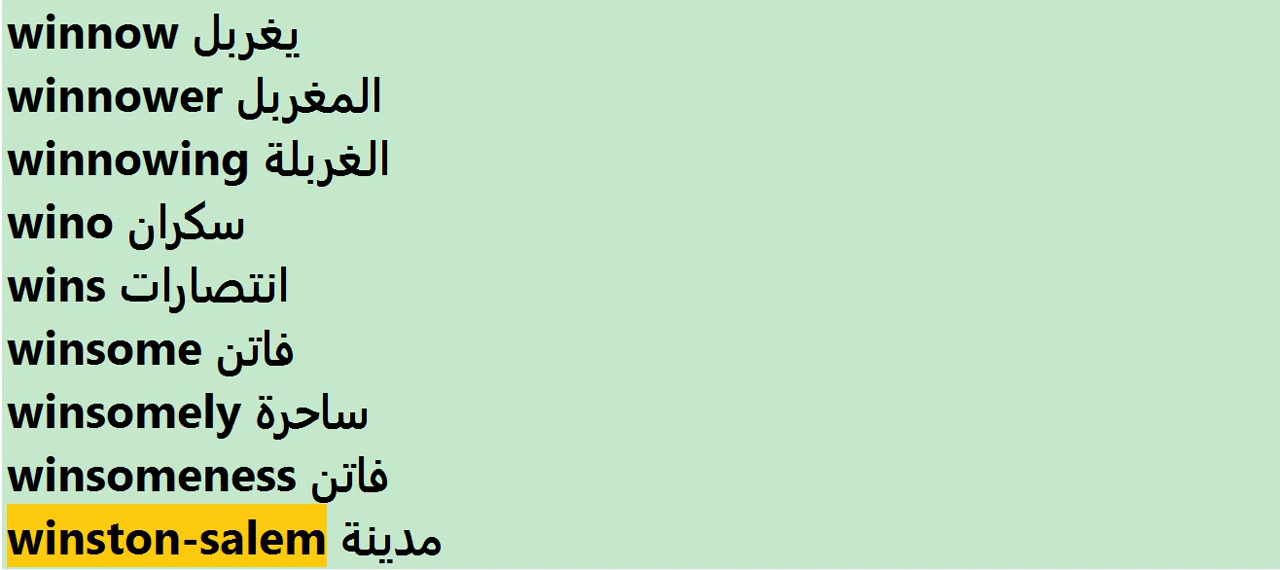 winnow يغربل
winnower المغربل
winnowing الغربلة
wino سكران
wins انتصارات
winsome فاتن
winsomely ساحرة
winsomeness فاتن
winston-salem مدينة